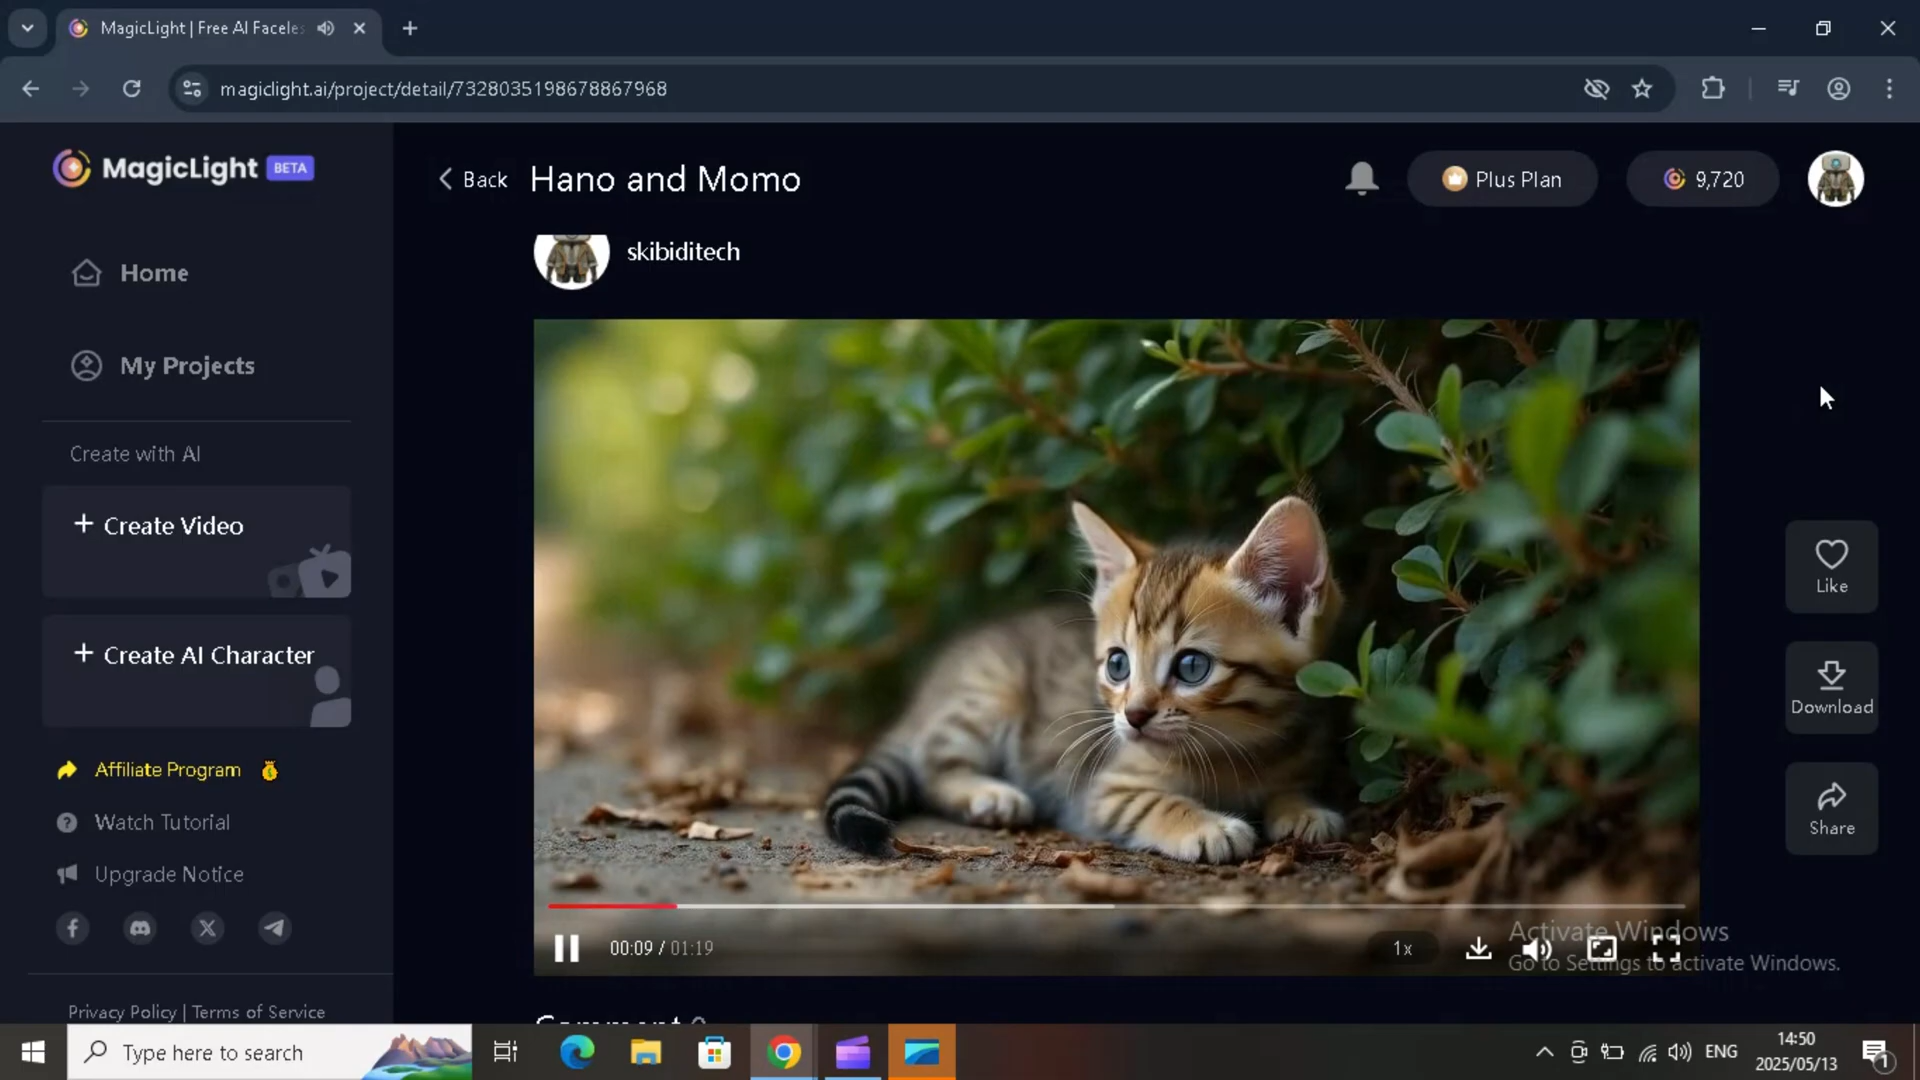 MagicLight | Free AI Faceles
magiclight.ai/project/detail/7328035198678867968
MagicLight BETA
Back
Hano and Momo
Plus Plan
9,720
skibiditech
Home
My Projects
Create with AI
+ Create Video
+ Create AI Character
Affiliate Program
Watch Tutorial
Upgrade Notice
Privacy Policy | Terms of Service
Like
Download
Share
00:09 / 01:19
1x
Activate Windows
Go to Settings to activate Windows.
Comment
Type here to search
ENG
14:50
2025/05/13
1